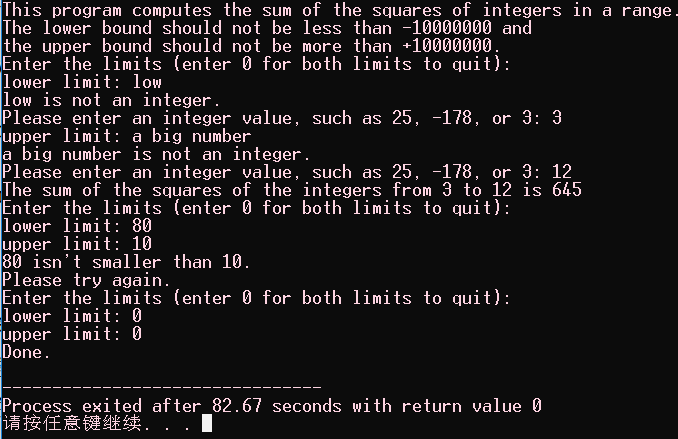 This program computes the sum of the squares of integers in a range.
The lower bound should not be less than -10000000 and
the upper bound should not be more than +10000000.
Enter the limits (enter 0 for both limits to quit):
lower limit: low
low is not an integer.
Please enter an integer value, such as 25, -178, or 3: 3
upper limit: a big number
a big number is not an integer.
Please enter an integer value, such as 25, -178, or 3: 12
The sum of the squares of the integers from 3 to 12 is 645
Enter the limits (enter 0 for both limits to quit):
lower limit: 80
upper limit: 10
80 isn't smaller than 10.
Please try again.
Enter the limits (enter 0 for both limits to quit):
lower limit: 0
upper limit: 0
Done.
--------------------------------
Process exited after 82.67 seconds with return value 0
请按任意键继续. . .